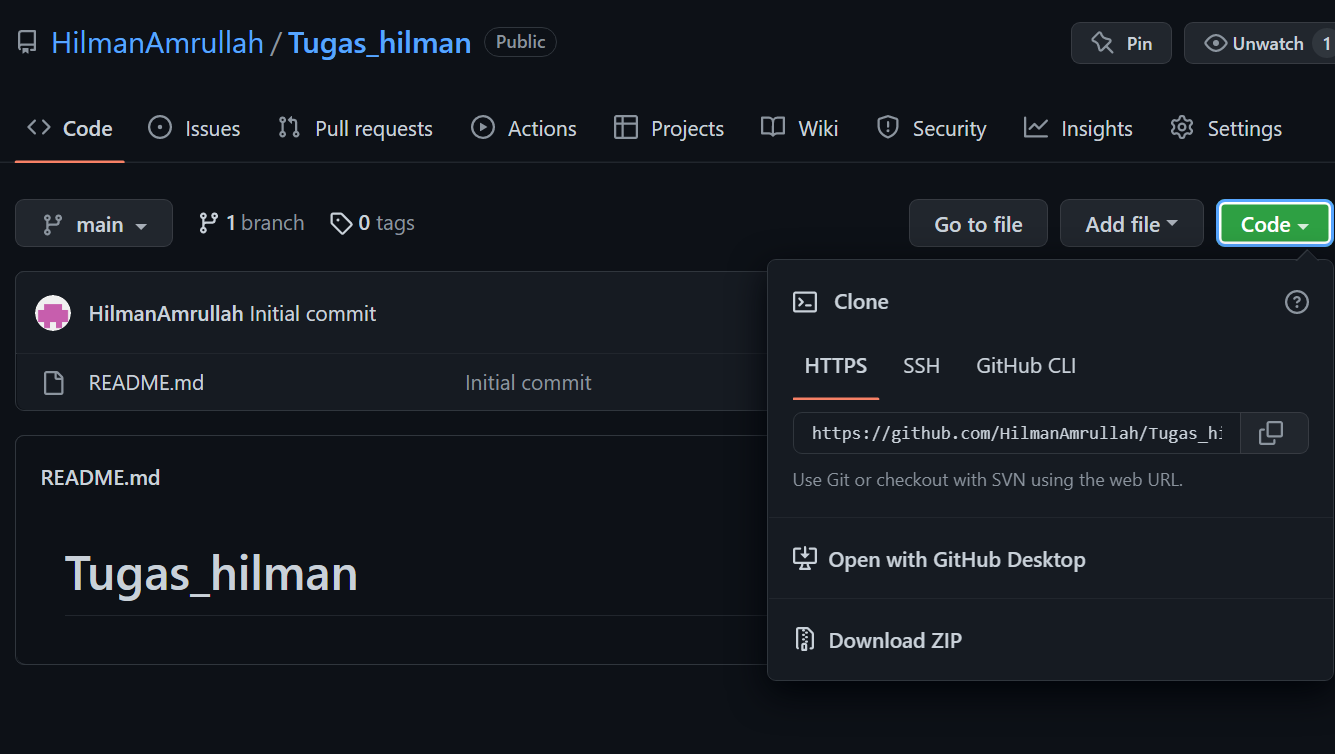 HilmanAmrullah / Tugas_hilman Public Pin Unwatch 1
Code Issues Pull requests Actions Projects Wiki Security Insights Settings
main 1 branch 0 tags Go to file Add file Code
HilmanAmrullah Initial commit
README.md Initial commit
README.md
Tugas_hilman
Clone
HTTPS SSH GitHub CLI
https://github.com/HilmanAmrullah/Tugas_hi
Use Git or checkout with SVN using the web URL.
Open with GitHub Desktop
Download ZIP